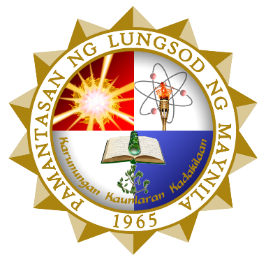 PAMANTASAN NG LUNGSOD NG MAYNILA
Karunungan Kaunlaran Kadakilaan
1965